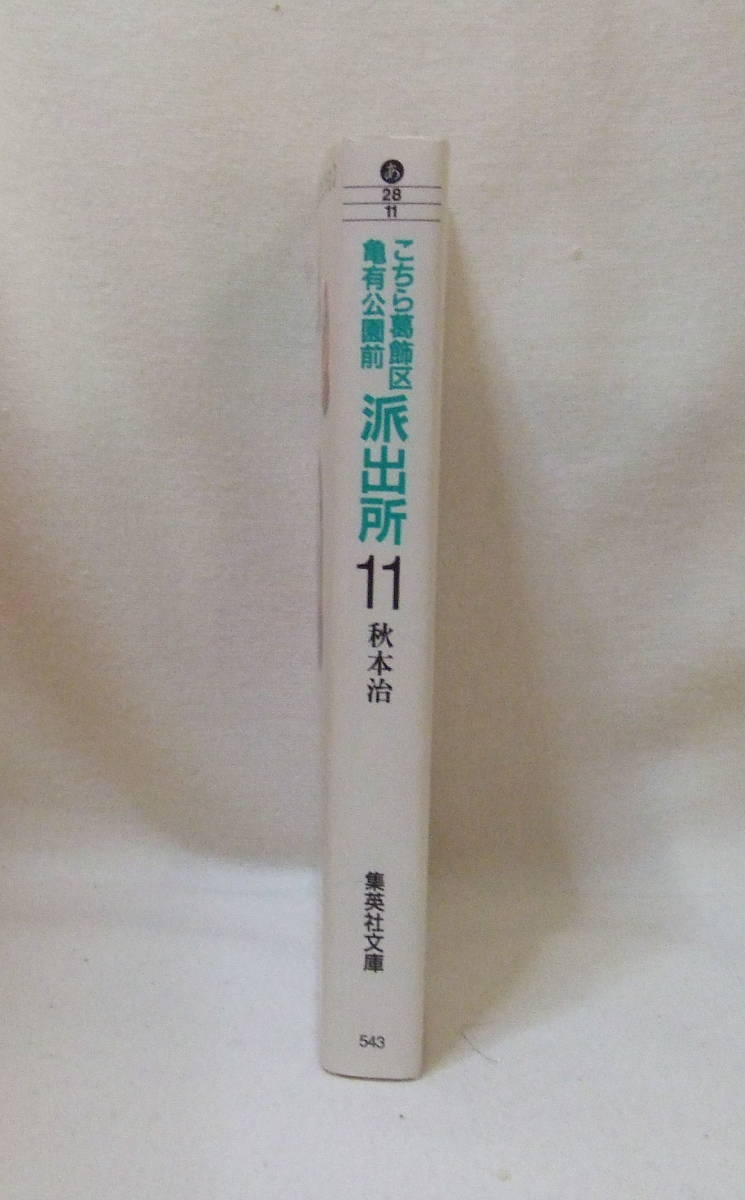 あ
28
11
こちら葛飾区
亀有公園前
派出所
11
秋本治
集英社文庫
543